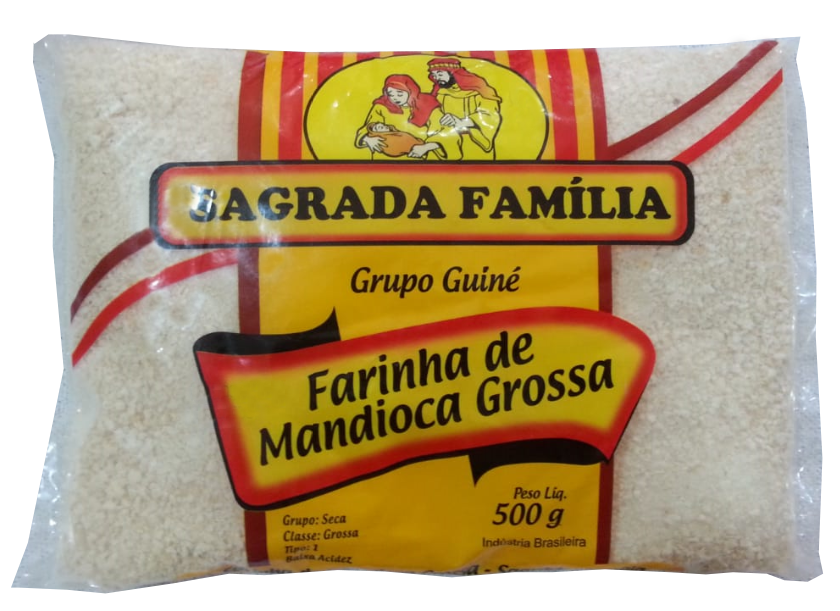 SAGRADA FAMÍLIA
Grupo Guiné
Farinha de
Mandioca Grossa
Peso Líq.
500 g
Indústria Brasileira
Grupo: Seca
Classe: Grossa
Tipo: 1
Baixa Acidez